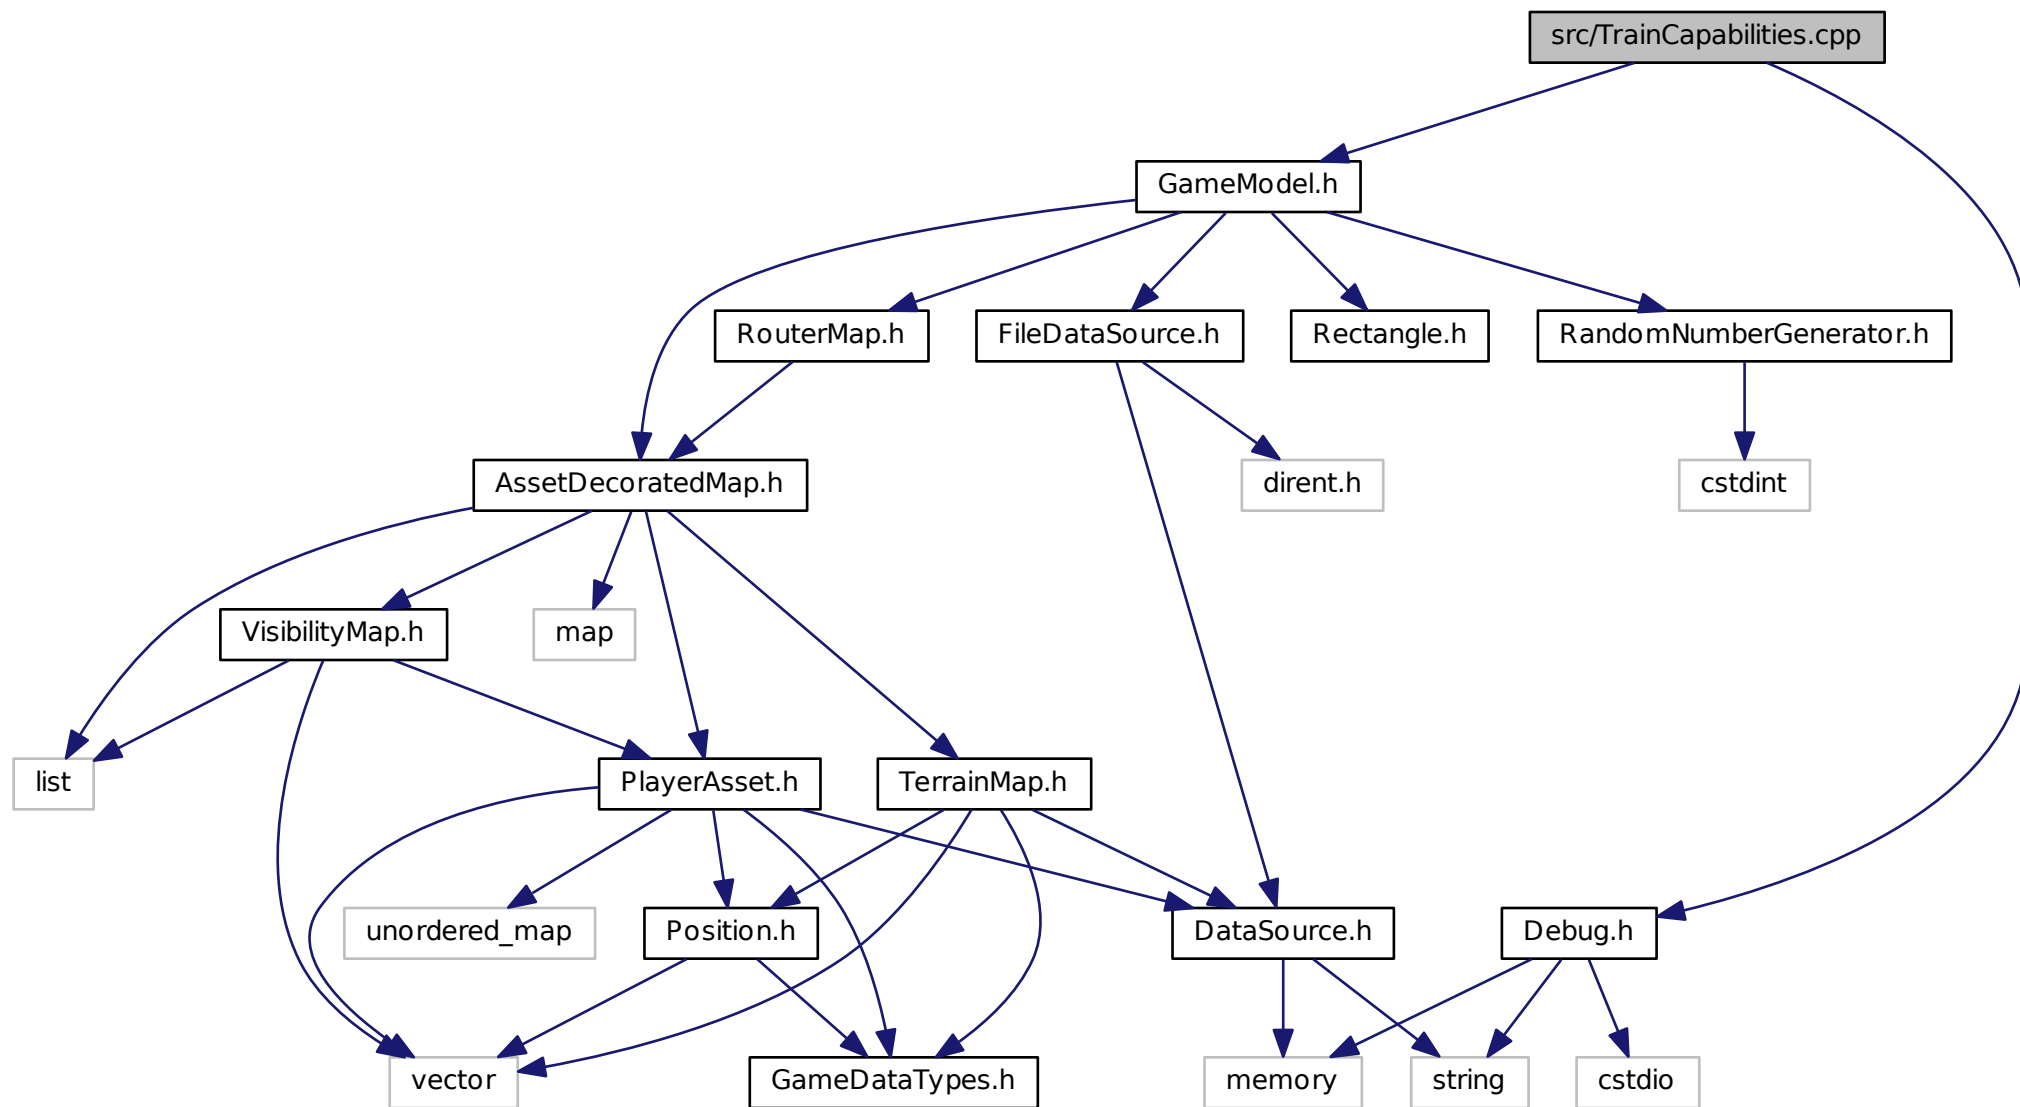 src/TrainCapabilities.cpp
GameModel.h
RouterMap.h
FileDataSource.h
Rectangle.h
RandomNumberGenerator.h
AssetDecoratedMap.h
dirent.h
cstdint
VisibilityMap.h
map
list
PlayerAsset.h
TerrainMap.h
unordered_map
Position.h
DataSource.h
Debug.h
vector
GameDataTypes.h
memory
string
cstdio